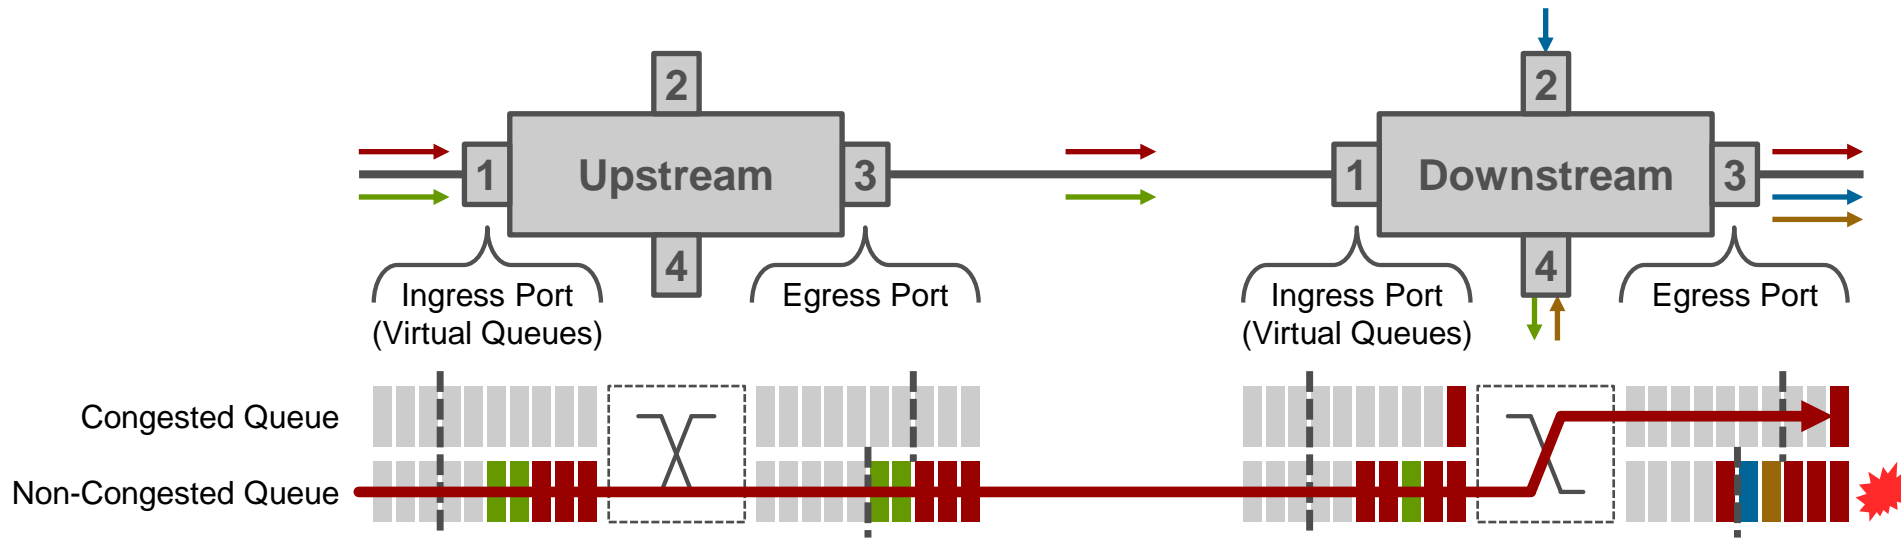 2
2
1
Upstream
3
1
Downstream
3
4
4
Ingress Port
(Virtual Queues)
Egress Port
Ingress Port
(Virtual Queues)
Egress Port
Congested Queue
Non-Congested Queue